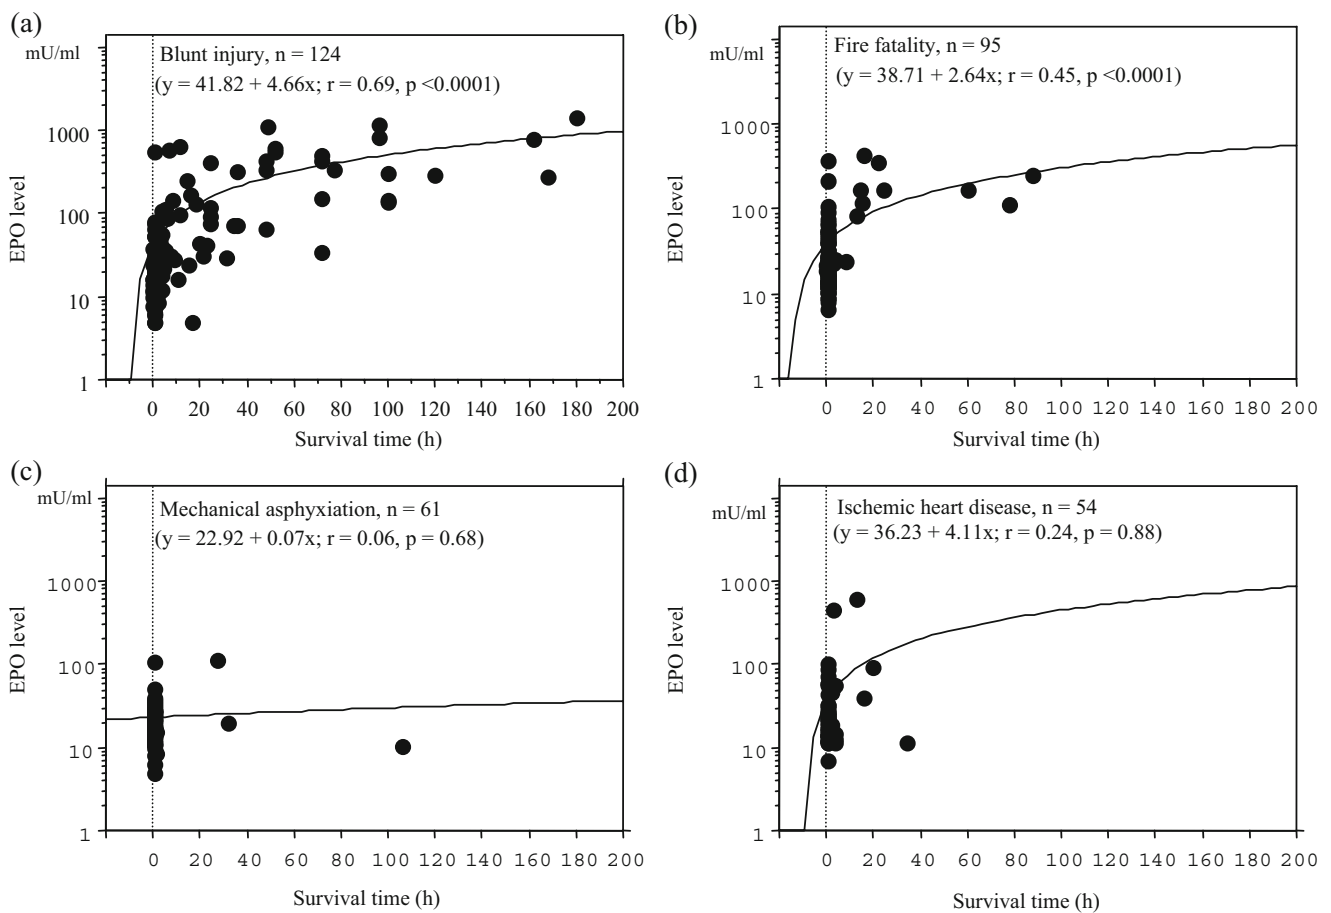 (a)
mU/ml
Blunt injury, n = 124
(y = 41.82 + 4.66x; r = 0.69, p <0.0001)
1000
100
10
1
EPO level
0 20 40 60 80 100 120 140 160 180 200
Survival time (h)
(b)
mU/ml
Fire fatality, n = 95
(y = 38.71 + 2.64x; r = 0.45, p <0.0001)
1000
100
10
1
EPO level
0 20 40 60 80 100 120 140 160 180 200
Survival time (h)
(c)
mU/ml
Mechanical asphyxiation, n = 61
(y = 22.92 + 0.07x; r = 0.06, p = 0.68)
1000
100
10
1
EPO level
0 20 40 60 80 100 120 140 160 180 200
Survival time (h)
(d)
mU/ml
Ischemic heart disease, n = 54
(y = 36.23 + 4.11x; r = 0.24, p = 0.88)
1000
100
10
1
EPO level
0 20 40 60 80 100 120 140 160 180 200
Survival time (h)